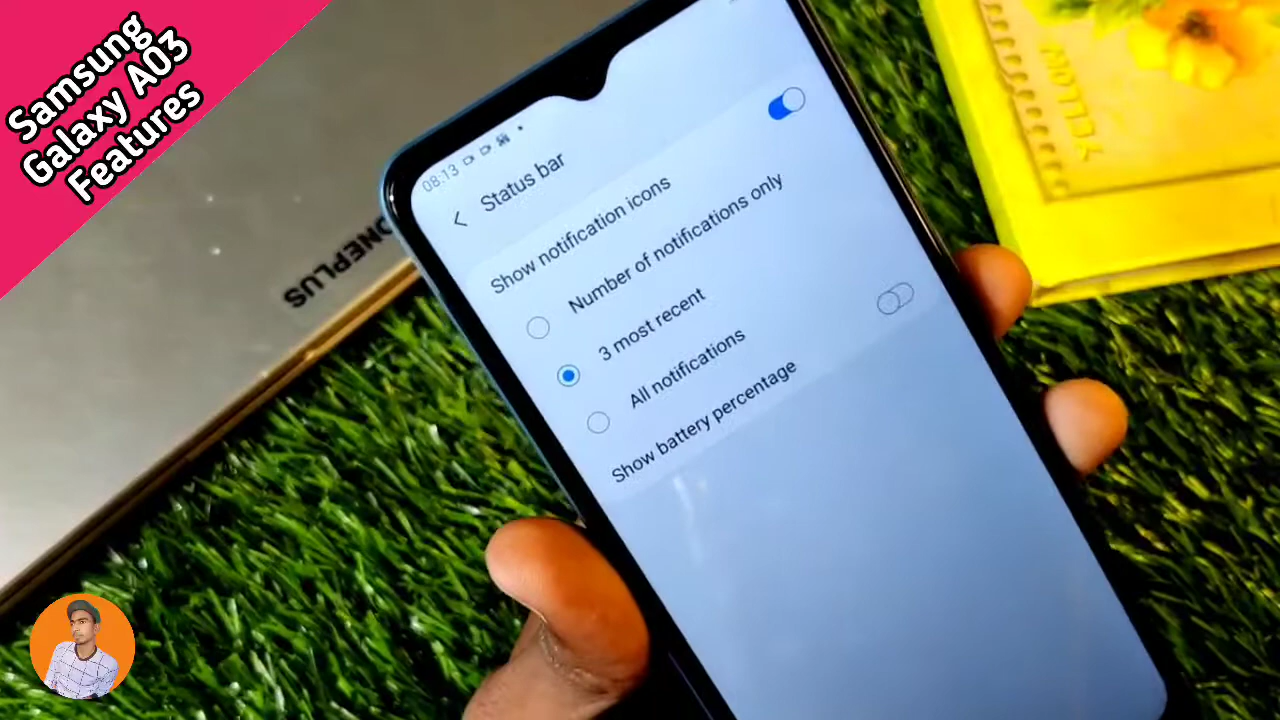 Samsung
Galaxy A03
Features
ONEPLUS
YELLOW
08:13
Status bar
Show notification icons
Number of notifications only
3 most recent
All notifications
Show battery percentage